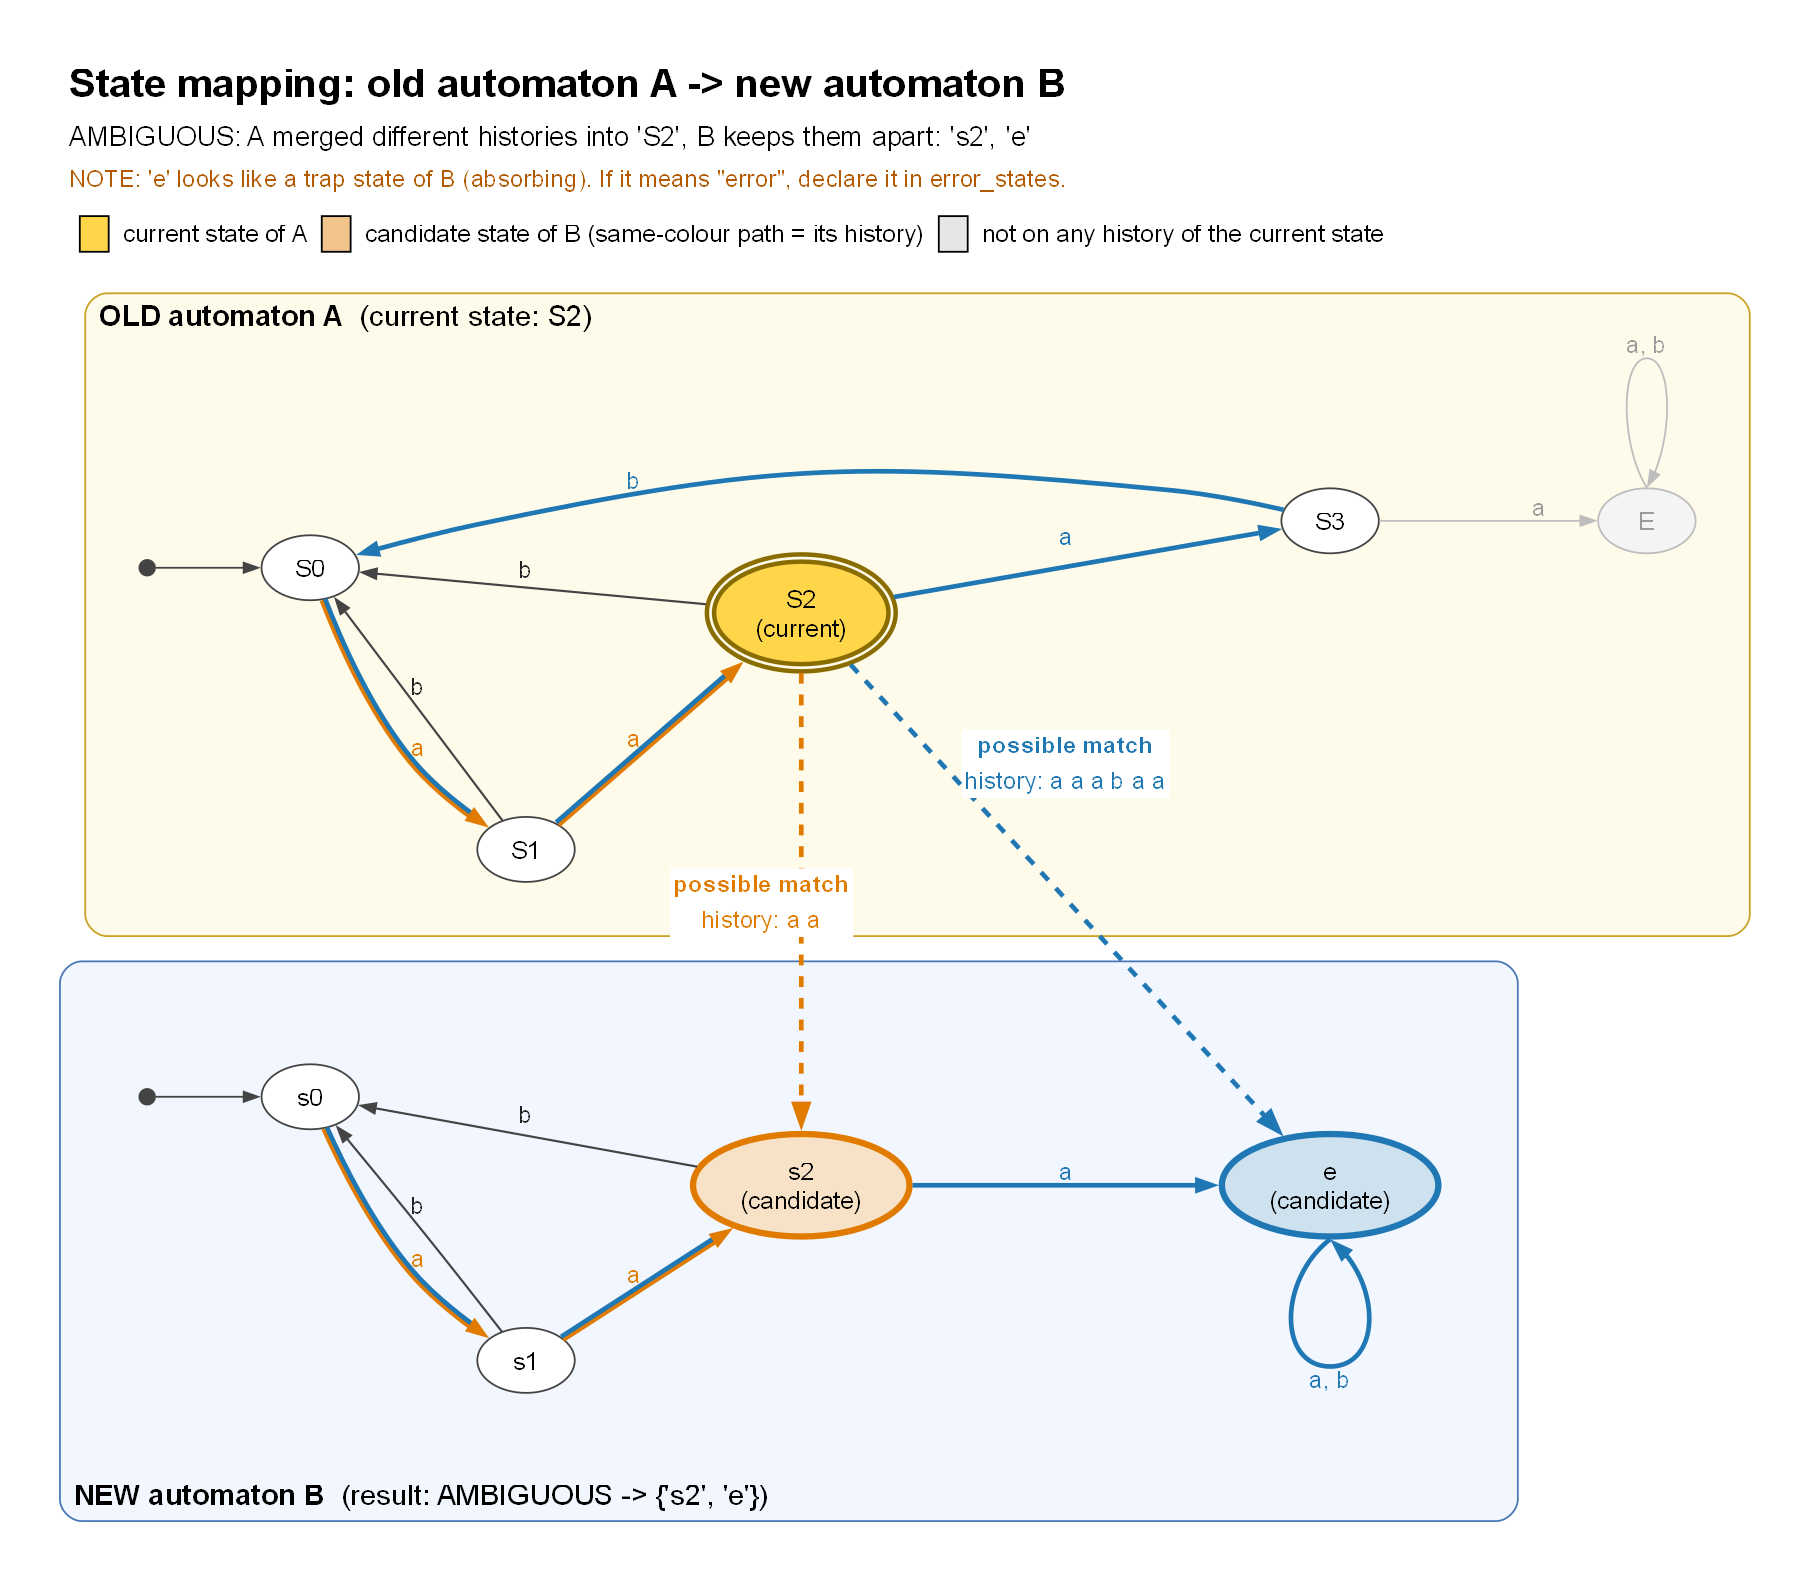 State mapping: old automaton A -> new automaton B
AMBIGUOUS: A merged different histories into 'S2', B keeps them apart: 's2', 'e'
NOTE: 'e' looks like a trap state of B (absorbing). If it means "error", declare it in error_states.
current state of A
candidate state of B (same-colour path = its history)
not on any history of the current state
OLD automaton A (current state: S2)
a, b
b
S3
a
E
a
S0
b
S2
(current)
b
a
a
S1
possible match
history: a a a b a a
possible match
history: a a
s0
b
s2
(candidate)
a
e
(candidate)
b
a
a
s1
a, b
NEW automaton B (result: AMBIGUOUS -> {'s2', 'e'})